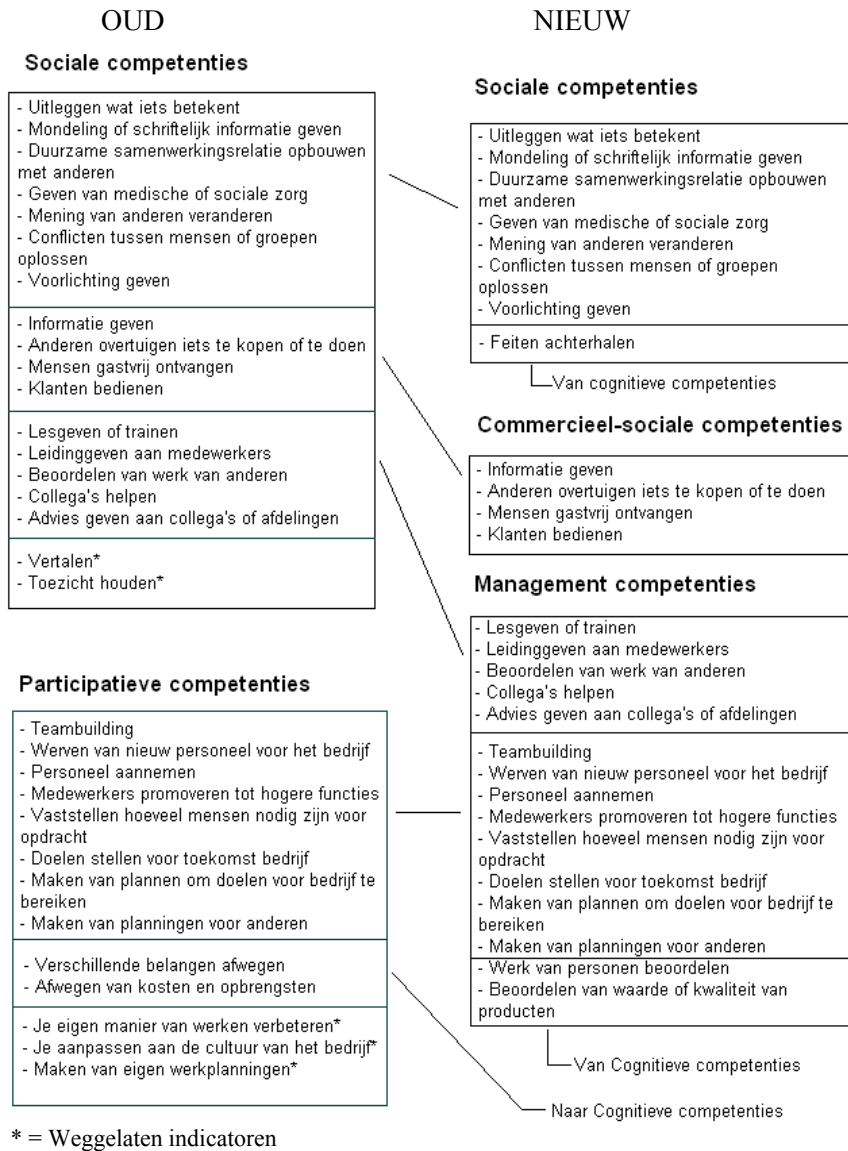 OUD
Sociale competenties
- Uitleggen wat iets betekent
- Mondeling of schriftelijk informatie geven
- Duurzame samenwerkingsrelatie opbouwen
met anderen
- Geven van medische of sociale zorg
- Mening van anderen veranderen
- Conflicten tussen mensen of groepen
oplossen
- Voorlichting geven
- Informatie geven
- Anderen overtuigen iets te kopen of te doen
- Mensen gastvrij ontvangen
- Klanten bedienen
- Lesgeven of trainen
- Leidinggeven aan medewerkers
- Beoordelen van werk van anderen
- Collega's helpen
- Advies geven aan collega's of afdelingen
- Vertalen*
- Toezicht houden*
Participatieve competenties
- Teambuilding
- Werven van nieuw personeel voor het bedrijf
- Personeel aannemen
- Medewerkers promoveren tot hogere functies
- Vaststellen hoeveel mensen nodig zijn voor
opdracht
- Doelen stellen voor toekomst bedrijf
- Maken van plannen om doelen voor bedrijf te
bereiken
- Maken van planningen voor anderen
- Verschillende belangen afwegen
- Afwegen van kosten en opbrengsten
- Je eigen manier van werken verbeteren*
- Je aanpassen aan de cultuur van het bedrijf*
- Maken van eigen werkplanningen*
* = Weggelaten indicatoren
NIEUW
Sociale competenties
- Uitleggen wat iets betekent
- Mondeling of schriftelijk informatie geven
- Duurzame samenwerkingsrelatie opbouwen
met anderen
- Geven van medische of sociale zorg
- Mening van anderen veranderen
- Conflicten tussen mensen of groepen
oplossen
- Voorlichting geven
- Feiten achterhalen
Van cognitieve competenties
Commercieel-sociale competenties
- Informatie geven
- Anderen overtuigen iets te kopen of te doen
- Mensen gastvrij ontvangen
- Klanten bedienen
Management competenties
- Lesgeven of trainen
- Leidinggeven aan medewerkers
- Beoordelen van werk van anderen
- Collega's helpen
- Advies geven aan collega's of afdelingen
- Teambuilding
- Werven van nieuw personeel voor het bedrijf
- Personeel aannemen
- Medewerkers promoveren tot hogere functies
- Vaststellen hoeveel mensen nodig zijn voor
opdracht
- Doelen stellen voor toekomst bedrijf
- Maken van plannen om doelen voor bedrijf te
bereiken
- Maken van planningen voor anderen
- Werk van personen beoordelen
- Beoordelen van waarde of kwaliteit van
producten
Van Cognitieve competenties
Naar Cognitieve competenties